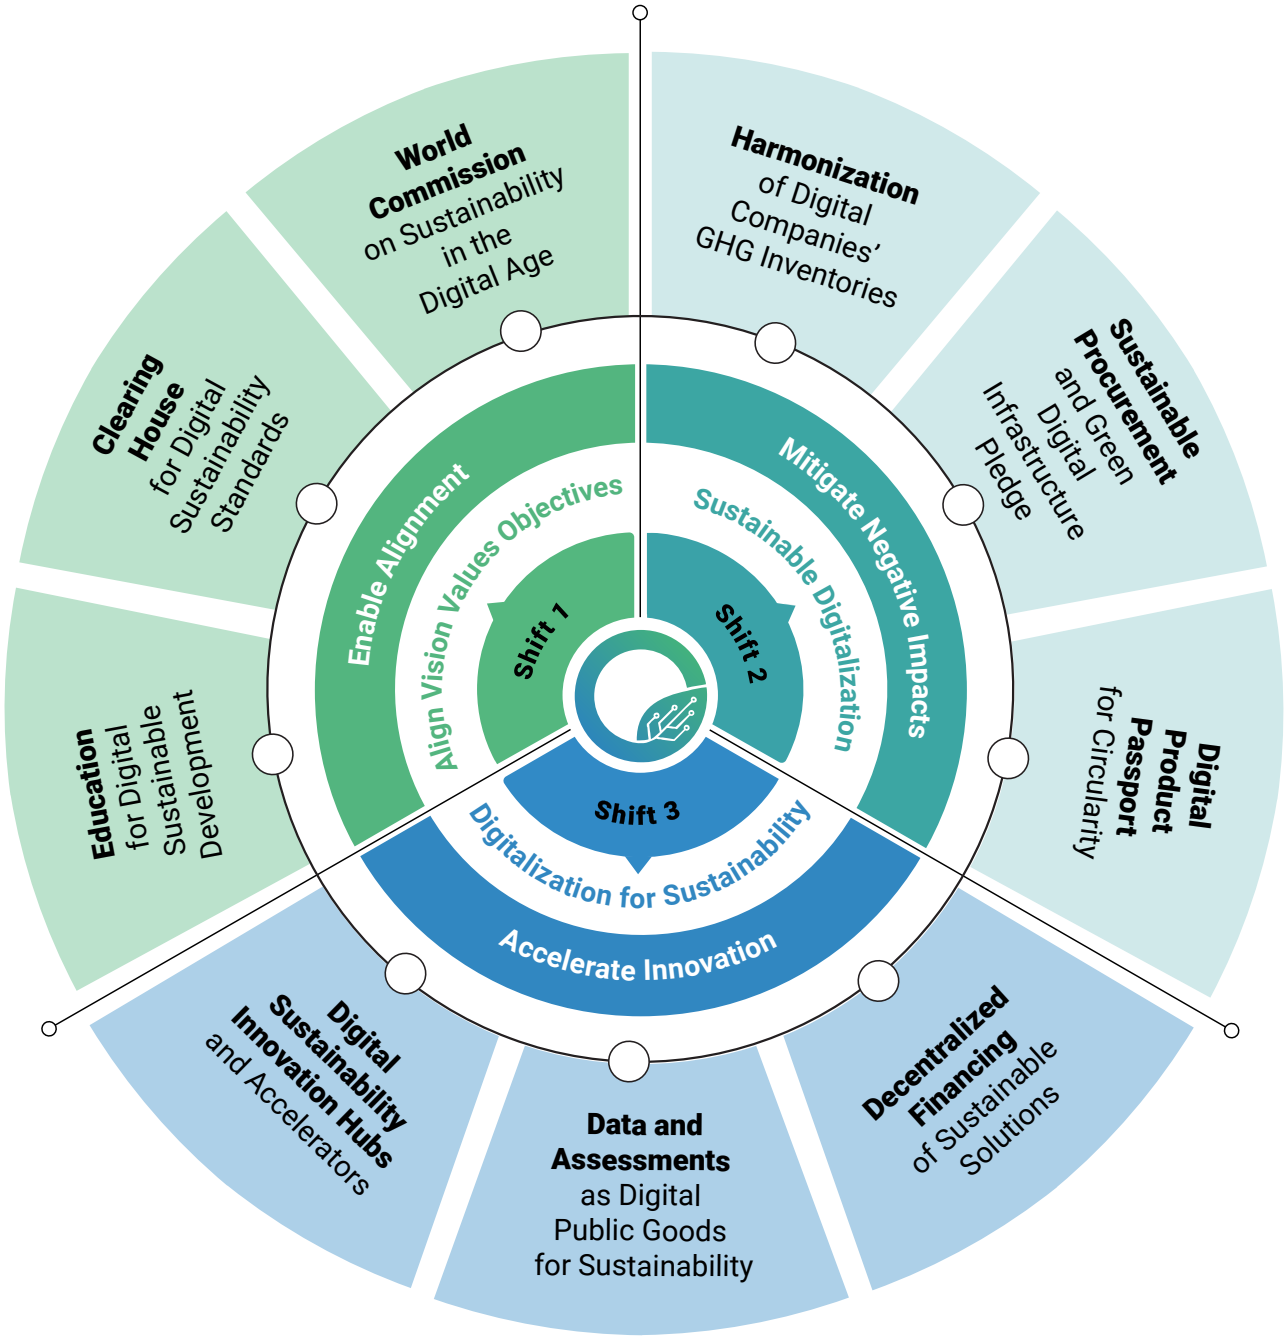 World
Commission
on Sustainability
in the
Digital Age
Harmonization
of Digital
Companies’
GHG Inventories
Clearing
House
for Digital
Sustainability
Standards
Sustainable
Procurement
and Green
Digital
Infrastructure
Pledge
Education
for Digital
Sustainable
Development
Digital
Product
Passport
for Circularity
Enable Alignment
Align Vision Values Objectives
Shift 1
Mitigate Negative Impacts
Sustainable Digitalization
Shift 2
Shift 3
Digitalization for Sustainability
Accelerate Innovation
Digital
Sustainability
Innovation Hubs
and Accelerators
Data and
Assessments
as Digital
Public Goods
for Sustainability
Decentralized
Financing
of Sustainable
Solutions